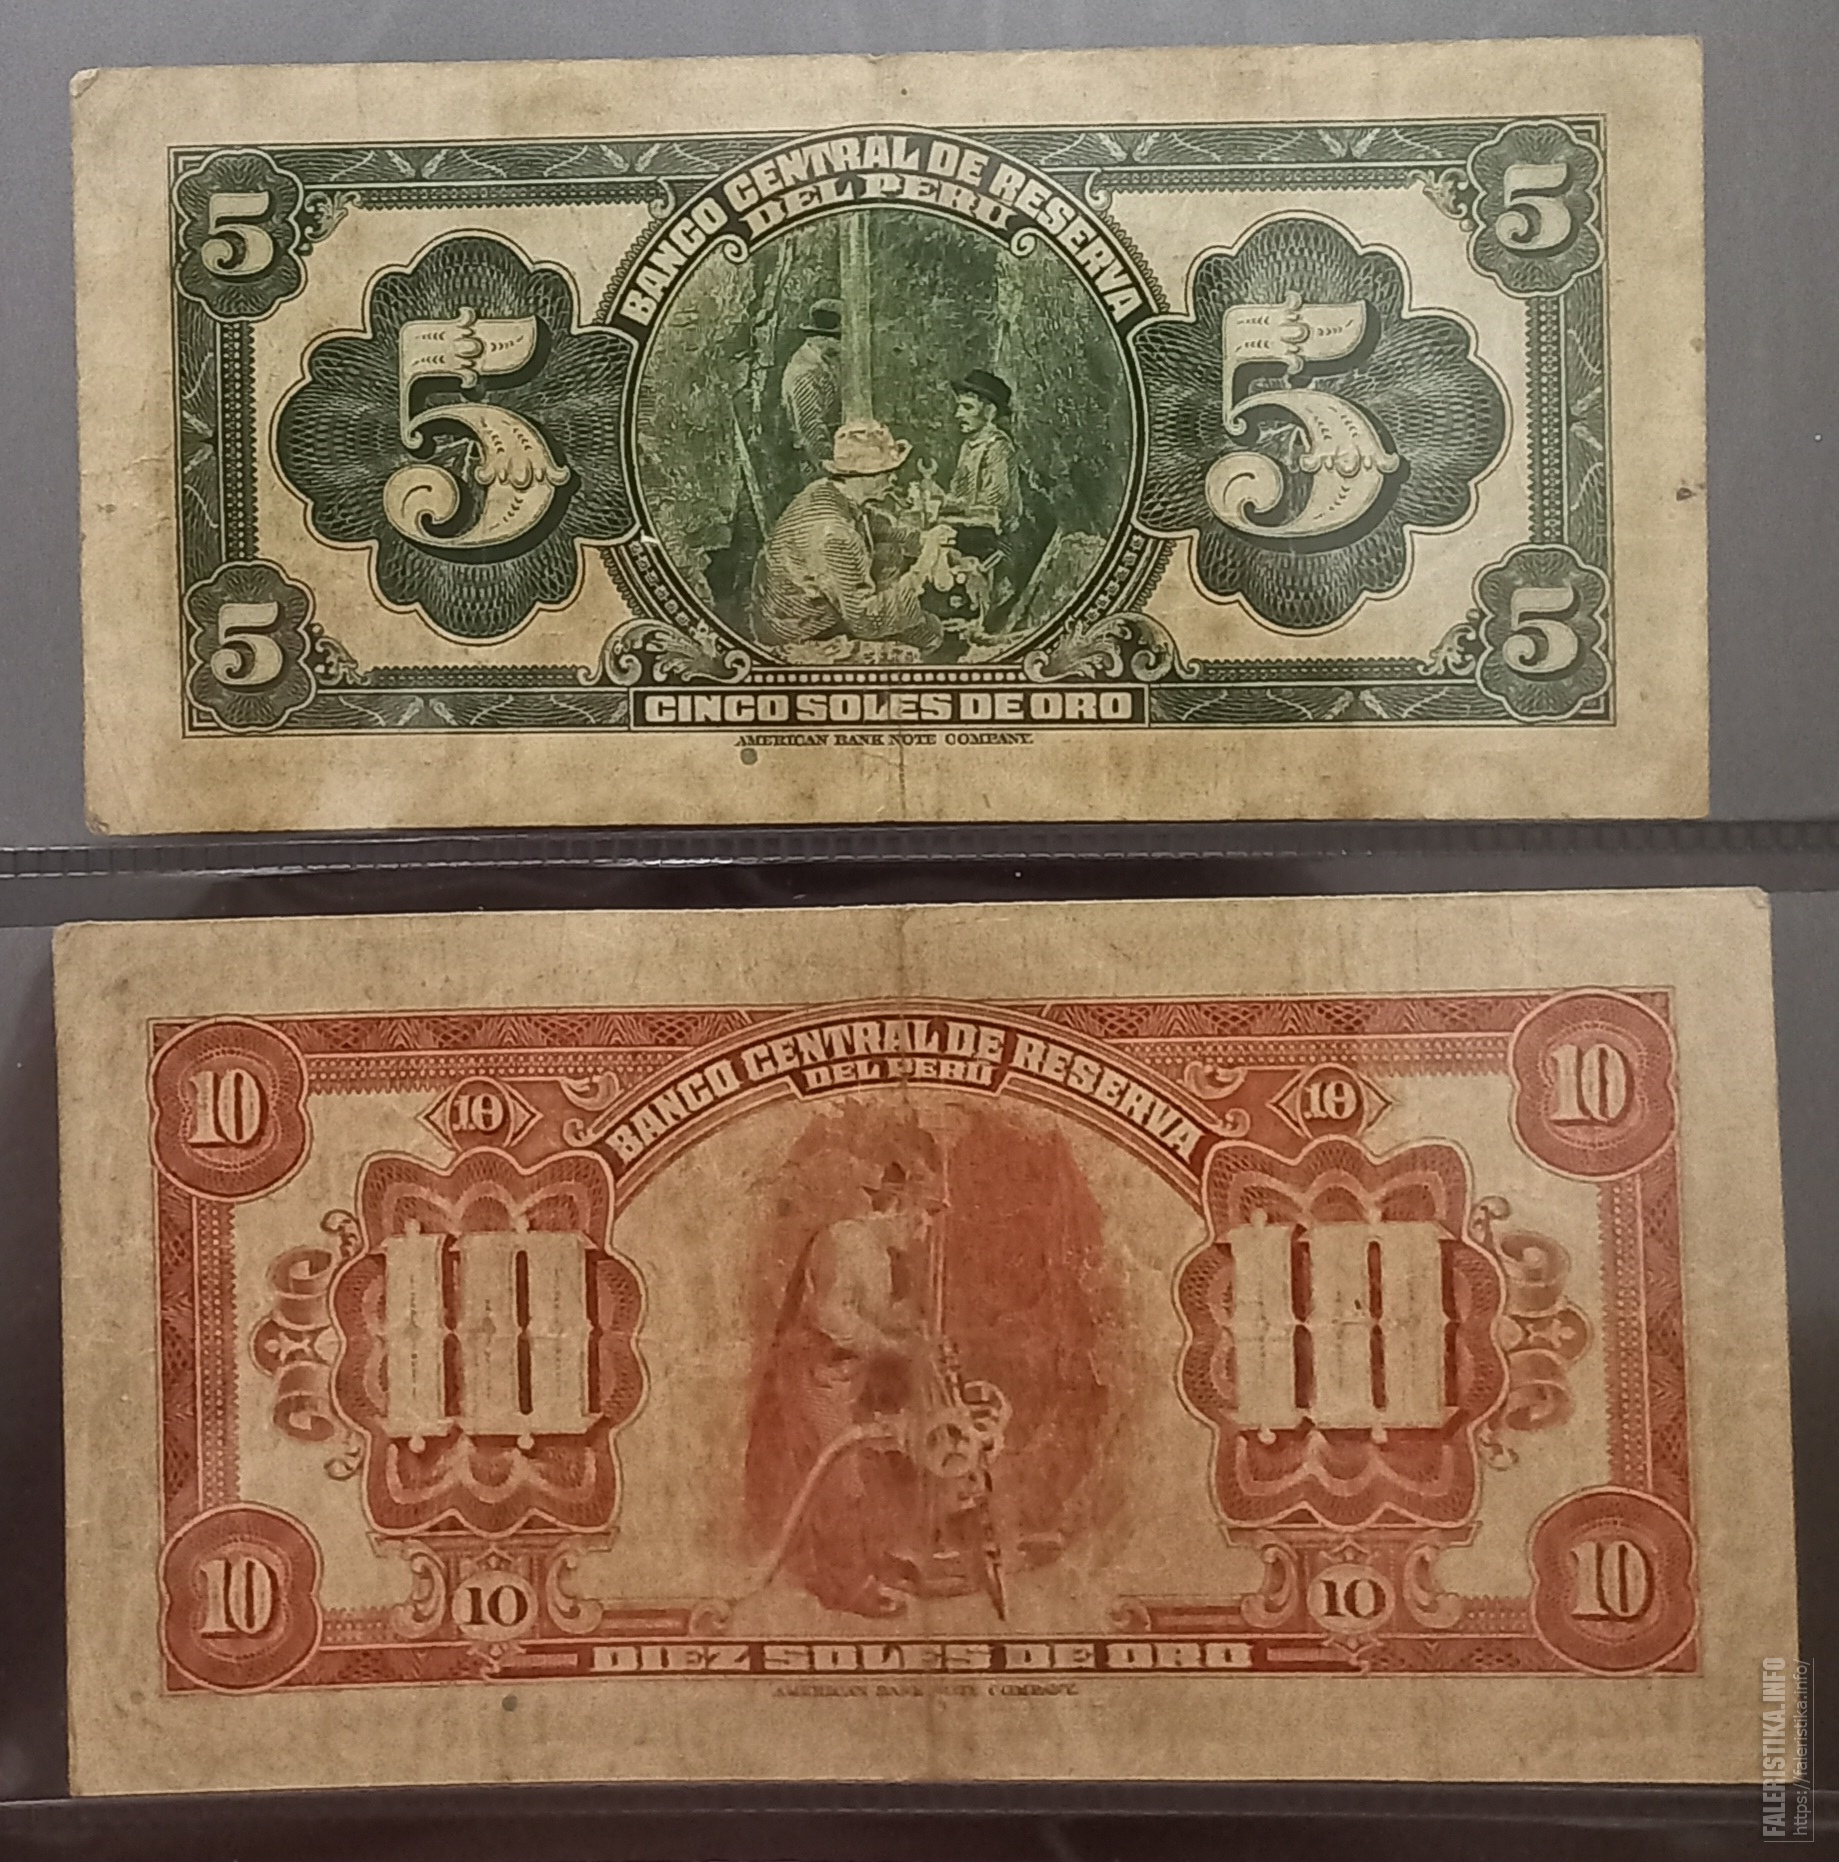 BANCO CENTRAL DE RESERVA
DEL PERU
5 5
5 5
5 5
CINCO SOLES DE ORO
AMERICAN BANK NOTE COMPANY.
BANCO CENTRAL DE RESERVA
DEL PERÚ
10 10 10 10
10 10
10 10 10 10
DIEZ SOLES DE ORO
AMERICAN BANK NOTE COMPANY.
FALERISTIKA.INFO
https://faleristika.info/